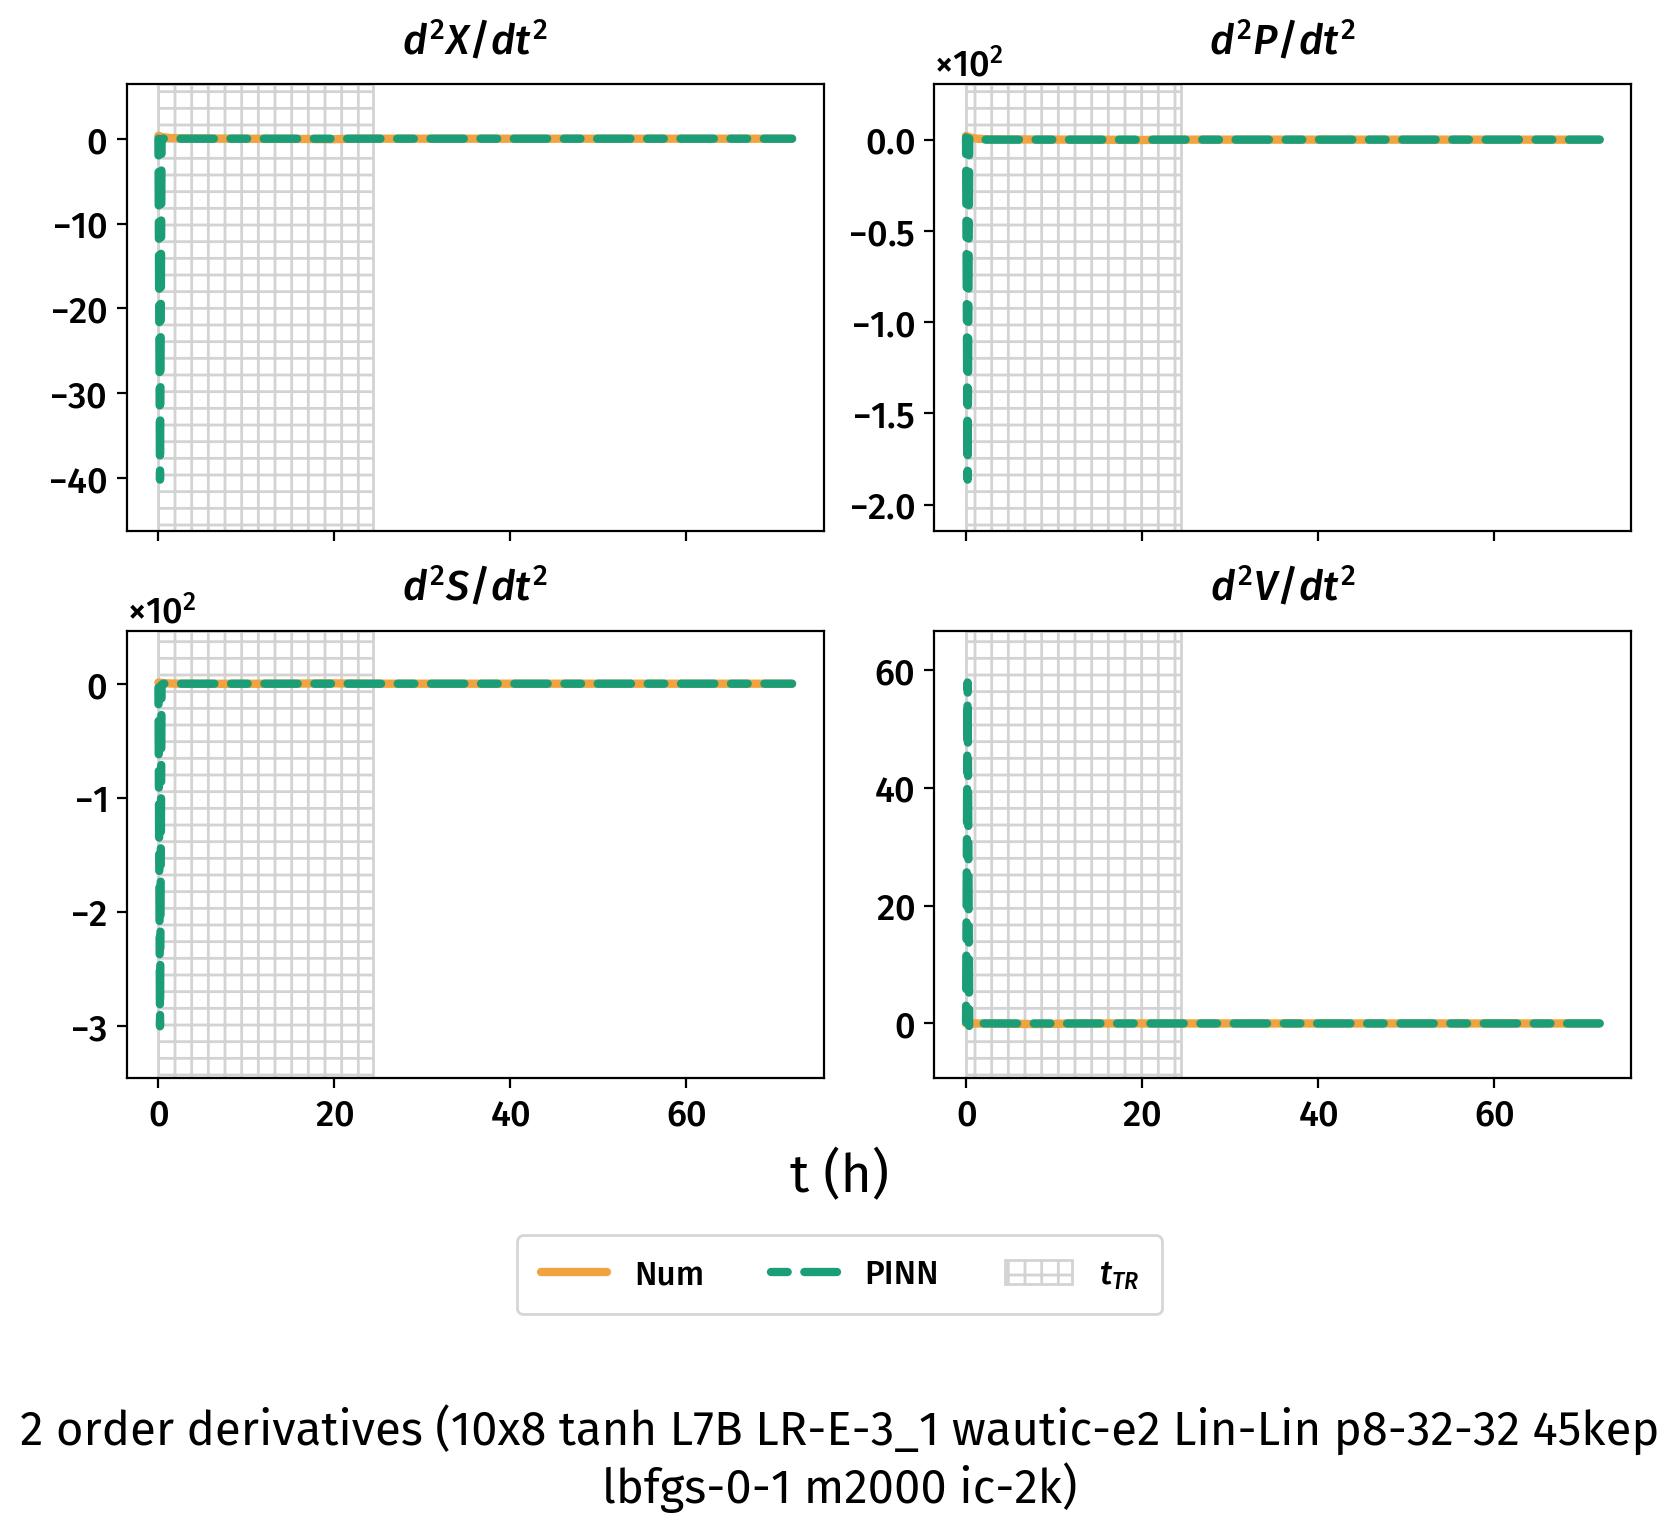 d²X/dt²
d²P/dt²
×10²
0
−10
−20
−30
−40
0.0
−0.5
−1.0
−1.5
−2.0
d²S/dt²
d²V/dt²
×10²
0
−1
−2
−3
60
40
20
0
0 20 40 60
0 20 40 60
t (h)
Num PINN t_TR
2 order derivatives (10x8 tanh L7B LR-E-3_1 wautic-e2 Lin-Lin p8-32-32 45kep
lbfgs-0-1 m2000 ic-2k)